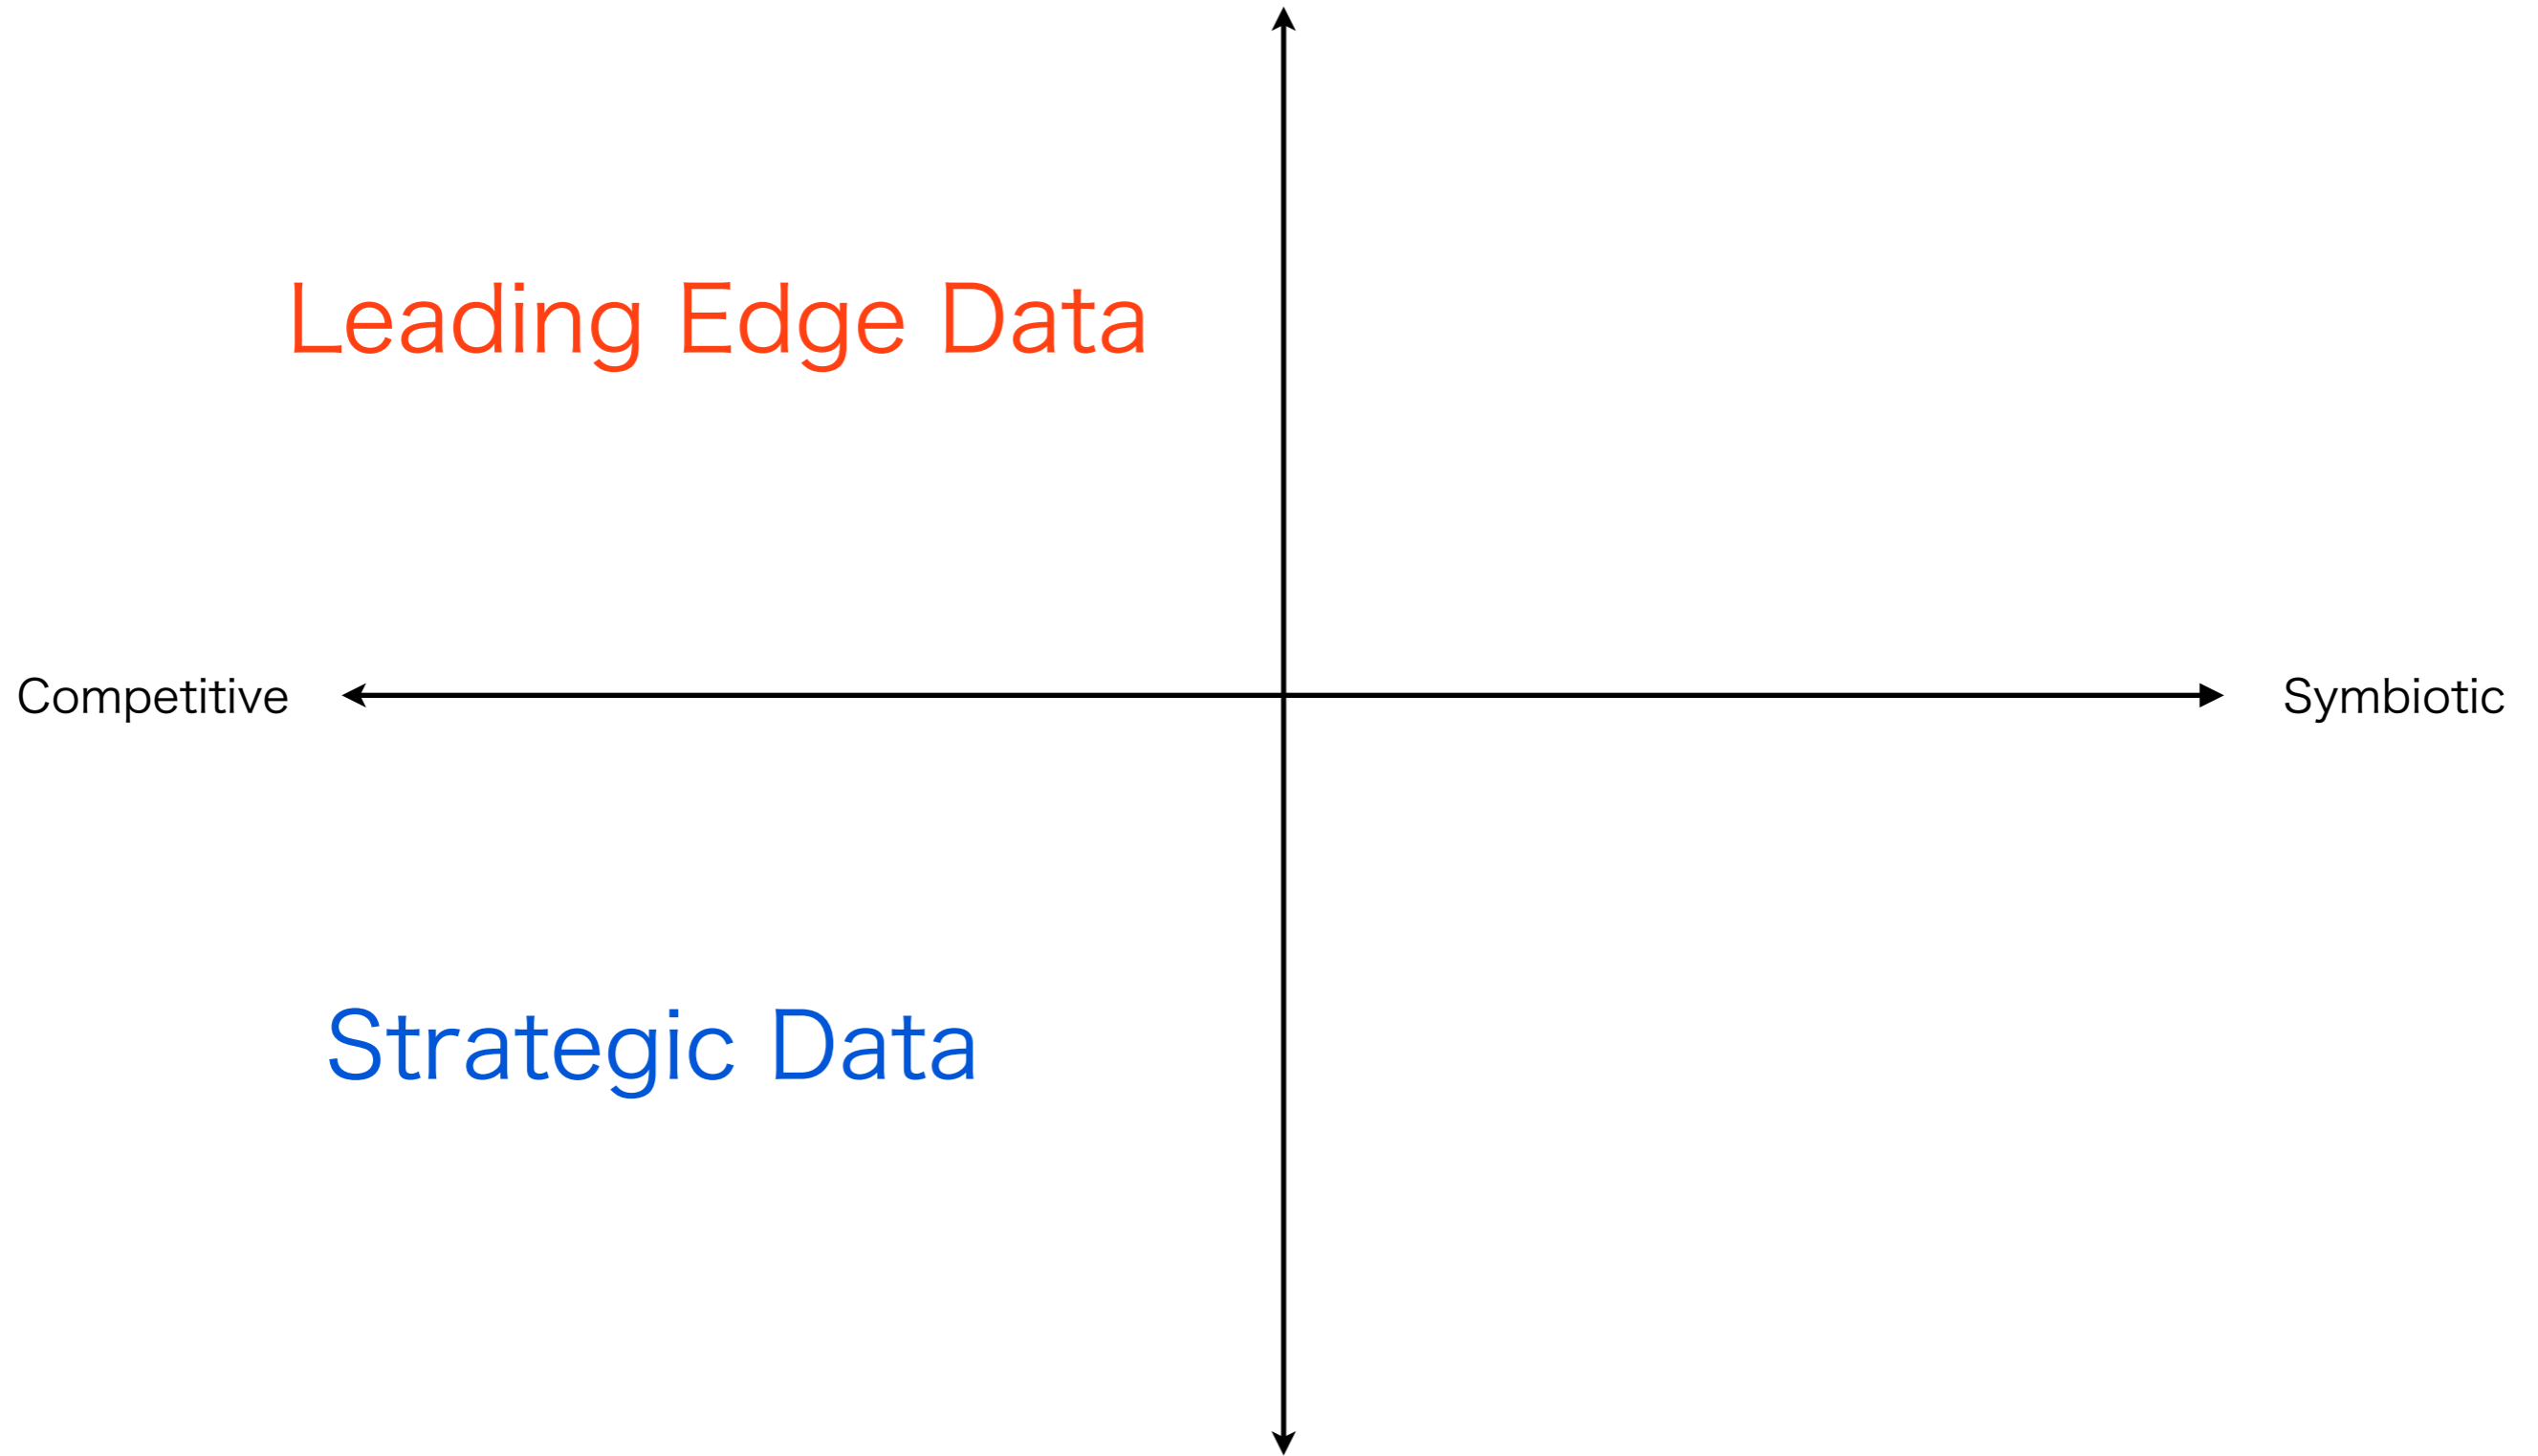 Leading Edge Data
Competitive
Symbiotic
Strategic Data